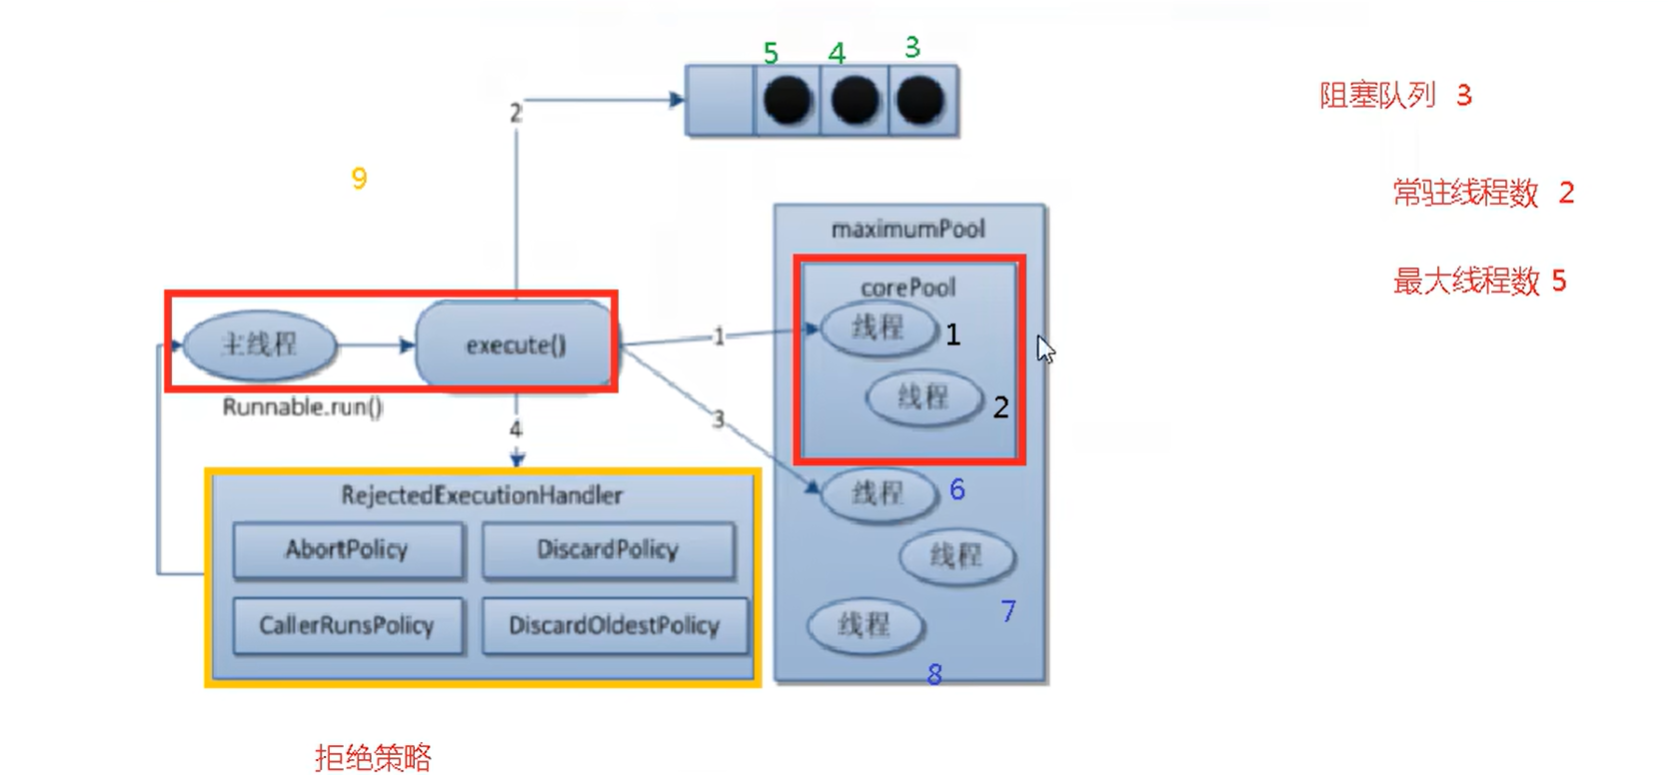 5 4 3
阻塞队列 3
2
9
常驻线程数 2
maximumPool
最大线程数 5
corePool
主线程
execute()
1
线程 1
Runnable.run()
线程 2
4
3
RejectedExecutionHandler
线程 6
AbortPolicy
DiscardPolicy
线程
7
CallerRunsPolicy
DiscardOldestPolicy
线程
8
拒绝策略